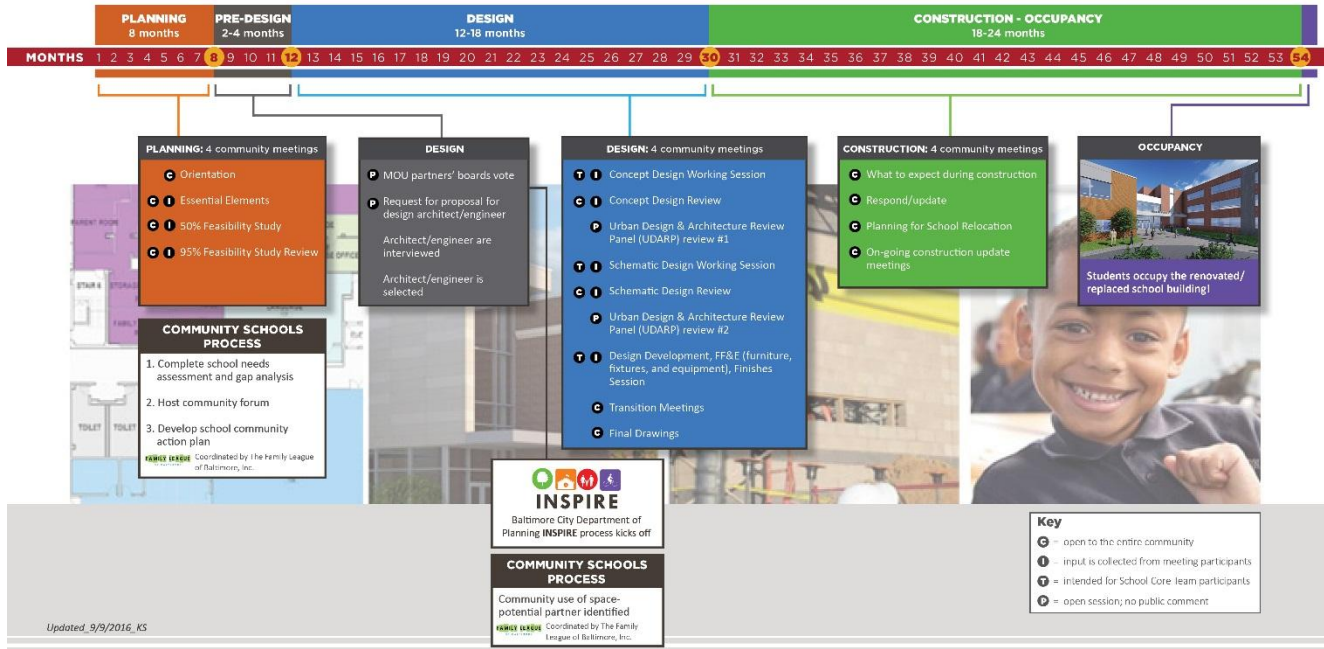 PLANNING
8 months
PRE-DESIGN
2-4 months
DESIGN
12-18 months
CONSTRUCTION - OCCUPANCY
18-24 months
MONTHS 1 2 3 4 5 6 7 8 9 10 11 12 13 14 15 16 17 18 19 20 21 22 23 24 25 26 27 28 29 30 31 32 33 34 35 36 37 38 39 40 41 42 43 44 45 46 47 48 49 50 51 52 53 54
PLANNING: 4 community meetings
C Orientation
C I Essential Elements
C I 50% Feasibility Study
C I 95% Feasibility Study Review
COMMUNITY SCHOOLS
PROCESS
1. Complete school needs
assessment and gap analysis
2. Host community forum
3. Develop school community
action plan
FAMILY LEAGUE
Coordinated by The Family League
of Baltimore, Inc.
DESIGN
P MOU partners' boards vote
P Request for proposal for
design architect/engineer
Architect/engineer are
interviewed
Architect/engineer is
selected
INSPIRE
Baltimore City Department of
Planning INSPIRE process kicks off
COMMUNITY SCHOOLS
PROCESS
Community use of space-
potential partner identified
FAMILY LEAGUE
Coordinated by The Family
League of Baltimore, Inc.
DESIGN: 4 community meetings
T I Concept Design Working Session
C I Concept Design Review
P Urban Design & Architecture Review
Panel (UDARP) review #1
T I Schematic Design Working Session
C I Schematic Design Review
P Urban Design & Architecture Review
Panel (UDARP) review #2
T I Design Development, FF&E (furniture,
fixtures, and equipment), Finishes
Session
C Transition Meetings
C Final Drawings
CONSTRUCTION: 4 community meetings
C What to expect during construction
C Respond/update
C Planning for School Relocation
C On-going construction update
meetings
OCCUPANCY
Students occupy the renovated/
replaced school building!
PARENT ROOM
OFFICE
STAIR 6
FAMILY
TOILET
TOILET
Key
C = open to the entire community
I = input is collected from meeting participants
T = intended for School Core Team participants
P = open session; no public comment
Updated_9/9/2016_KS